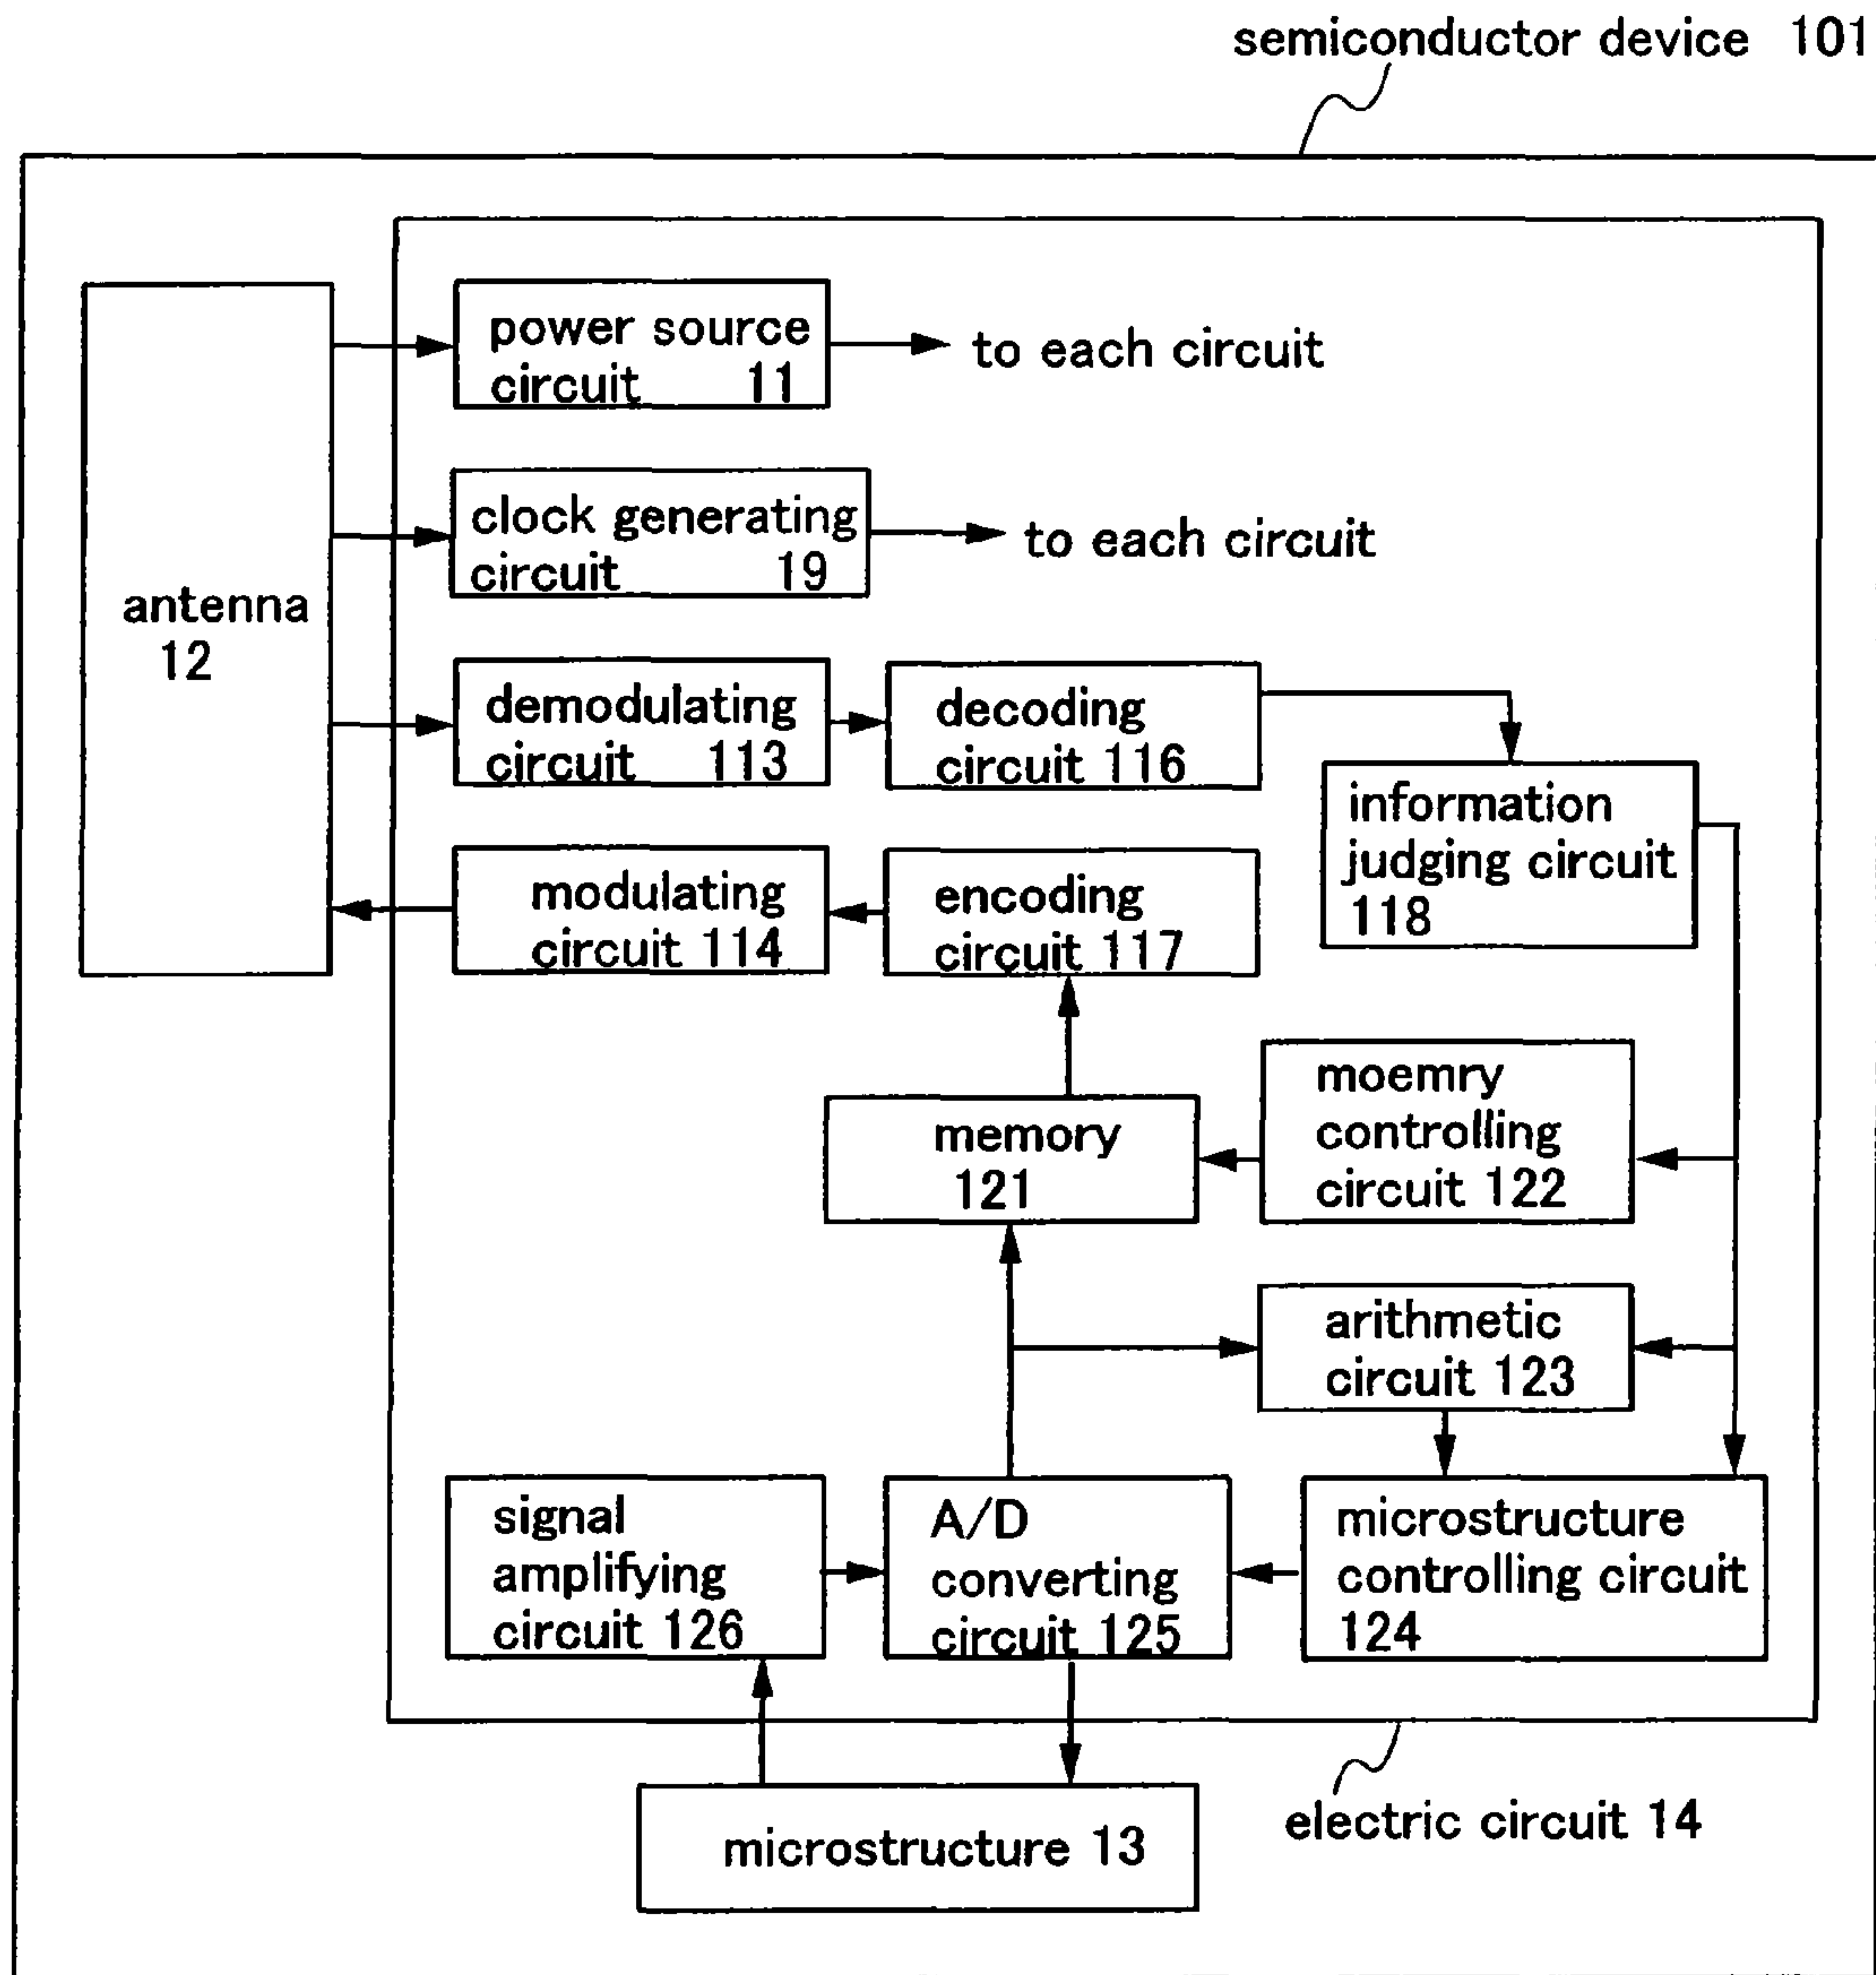 semiconductor device 101
power source
circuit 11
to each circuit
clock generating
circuit 19
to each circuit
antenna
12
demodulating
circuit 113
decoding
circuit 116
information
judging circuit
118
modulating
circuit 114
encoding
circuit 117
moemry
controlling
circuit 122
memory
121
arithmetic
circuit 123
signal
amplifying
circuit 126
A/D
converting
circuit 125
microstructure
controlling circuit
124
electric circuit 14
microstructure 13